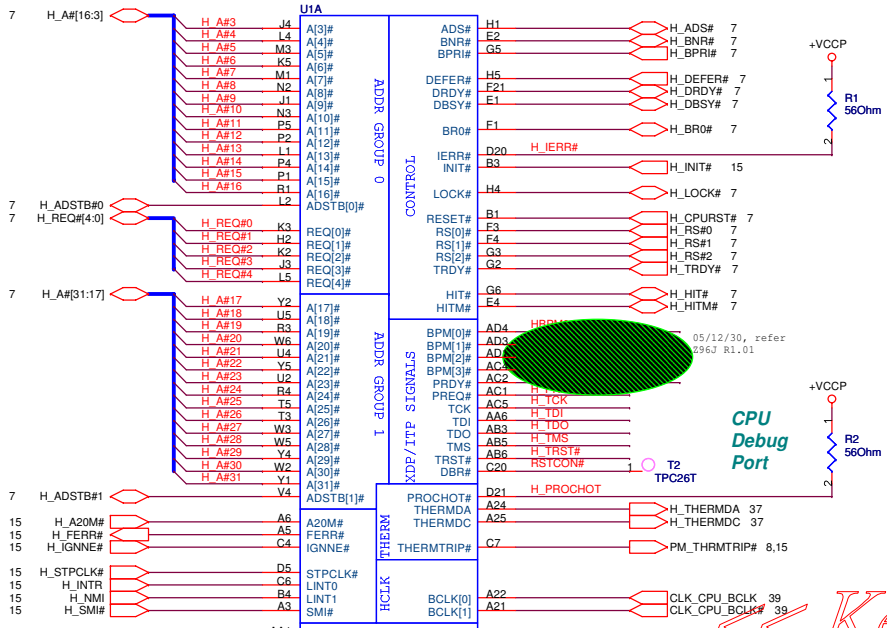 U1A
7 H_A#[16:3]
H_A#3 J4 A[3]# ADS# H1 H_ADS# 7
H_A#4 L4 A[4]# BNR# E2 H_BNR# 7
H_A#5 M3 A[5]# BPRI# G5 H_BPRI# 7
H_A#6 K5 A[6]#
H_A#7 M1 A[7]# DEFER# H5 H_DEFER# 7
H_A#8 N2 A[8]# DRDY# F21 H_DRDY# 7
H_A#9 J1 A[9]# DBSY# E1 H_DBSY# 7
H_A#10 N3 A[10]#
H_A#11 P5 A[11]# BR0# F1 H_BR0# 7
H_A#12 P2 A[12]#
H_A#13 L1 A[13]# IERR# D20 H_IERR#
H_A#14 P4 A[14]# INIT# B3 H_INIT# 15
H_A#15 P1 A[15]#
H_A#16 R1 A[16]# LOCK# H4 H_LOCK# 7
7 H_ADSTB#0 L2 ADSTB[0]#
7 H_REQ#[4:0] RESET# B1 H_CPURST# 7
H_REQ#0 K3 REQ[0]# RS[0]# F3 H_RS#0 7
H_REQ#1 H2 REQ[1]# RS[1]# F4 H_RS#1 7
H_REQ#2 K2 REQ[2]# RS[2]# G3 H_RS#2 7
H_REQ#3 J3 REQ[3]# TRDY# G2 H_TRDY# 7
H_REQ#4 L5 REQ[4]#
7 H_A#[31:17] HIT# G6 H_HIT# 7
H_A#17 Y2 A[17]# HITM# E4 H_HITM# 7
H_A#18 U5 A[18]#
H_A#19 R3 A[19]# BPM[0]# AD4
H_A#20 W6 A[20]# BPM[1]# AD3
H_A#21 U4 A[21]# BPM[2]#
H_A#22 Y5 A[22]# BPM[3]#
H_A#23 U2 A[23]# PRDY# AC2
H_A#24 R4 A[24]# PREQ# AC1
H_A#25 T5 A[25]# TCK AC5 H_TCK
H_A#26 T3 A[26]# TDI AA6 H_TDI
H_A#27 W3 A[27]# TDO AB3 H_TDO
H_A#28 W5 A[28]# TMS AB5 H_TMS
H_A#29 Y4 A[29]# TRST# AB6 H_TRST#
H_A#30 W2 A[30]# DBR# C20 RSTCON# 1 T2
H_A#31 Y1 A[31]# TPC26T
7 H_ADSTB#1 V4 ADSTB[1]# PROCHOT# D21 H_PROCHOT
THERMDA A24 H_THERMDA 37
15 H_A20M# A6 A20M# THERMDC A25 H_THERMDC 37
15 H_FERR# A5 FERR#
15 H_IGNNE# C4 IGNNE# THERMTRIP# C7 PM_THRMTRIP# 8,15
15 H_STPCLK# D5 STPCLK#
15 H_INTR C6 LINT0
15 H_NMI B4 LINT1 BCLK[0] A22 CLK_CPU_BCLK 39
15 H_SMI# A3 SMI# BCLK[1] A21 CLK_CPU_BCLK# 39
ADDR GROUP 0
ADDR GROUP 1
CONTROL
XDP/ITP SIGNALS
THERM
HCLK
+VCCP
1
R1
56Ohm
2
05/12/30, refer
Z96J R1.01
CPU
Debug
Port
+VCCP
1
R2
56Ohm
2